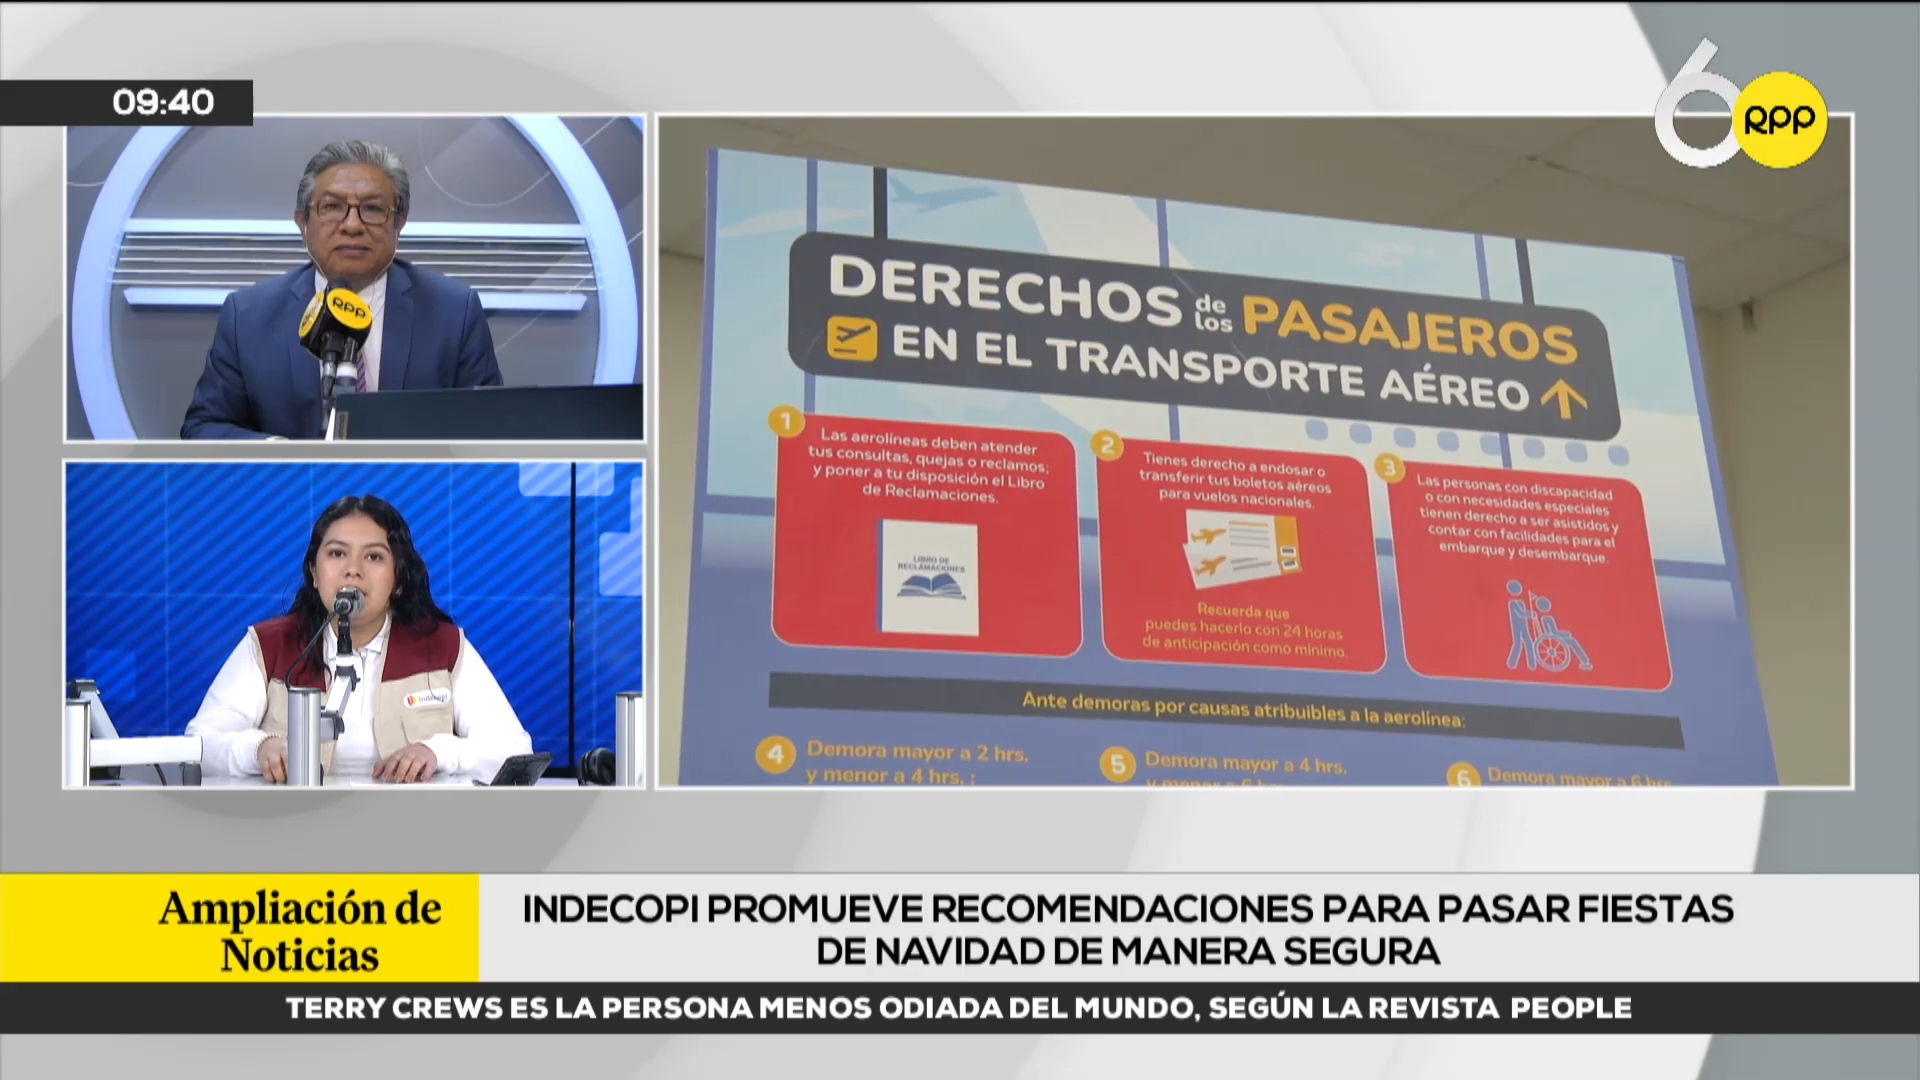 09:40
6
RPP
RPP
indecopi
DERECHOS de los PASAJEROS
EN EL TRANSPORTE AÉREO
1
Las aerolíneas deben atender
tus consultas, quejas o reclamos;
y poner a tu disposición el Libro
de Reclamaciones.
LIBRO DE
RECLAMACIONES
2
Tienes derecho a endosar o
transferir tus boletos aéreos
para vuelos nacionales.
Recuerda que
puedes hacerlo con 24 horas
de anticipación como mínimo.
3
Las personas con discapacidad
o con necesidades especiales
tienen derecho a ser asistidos y
contar con facilidades para el
embarque y desembarque.
Ante demoras por causas atribuibles a la aerolínea:
4
Demora mayor a 2 hrs.
y menor a 4 hrs. :
5
Demora mayor a 4 hrs.
y menor a 6 hrs.
6
Demora mayor a 6 hrs.
Ampliación de
Noticias
INDECOPI PROMUEVE RECOMENDACIONES PARA PASAR FIESTAS
DE NAVIDAD DE MANERA SEGURA
TERRY CREWS ES LA PERSONA MENOS ODIADA DEL MUNDO, SEGÚN LA REVISTA PEOPLE